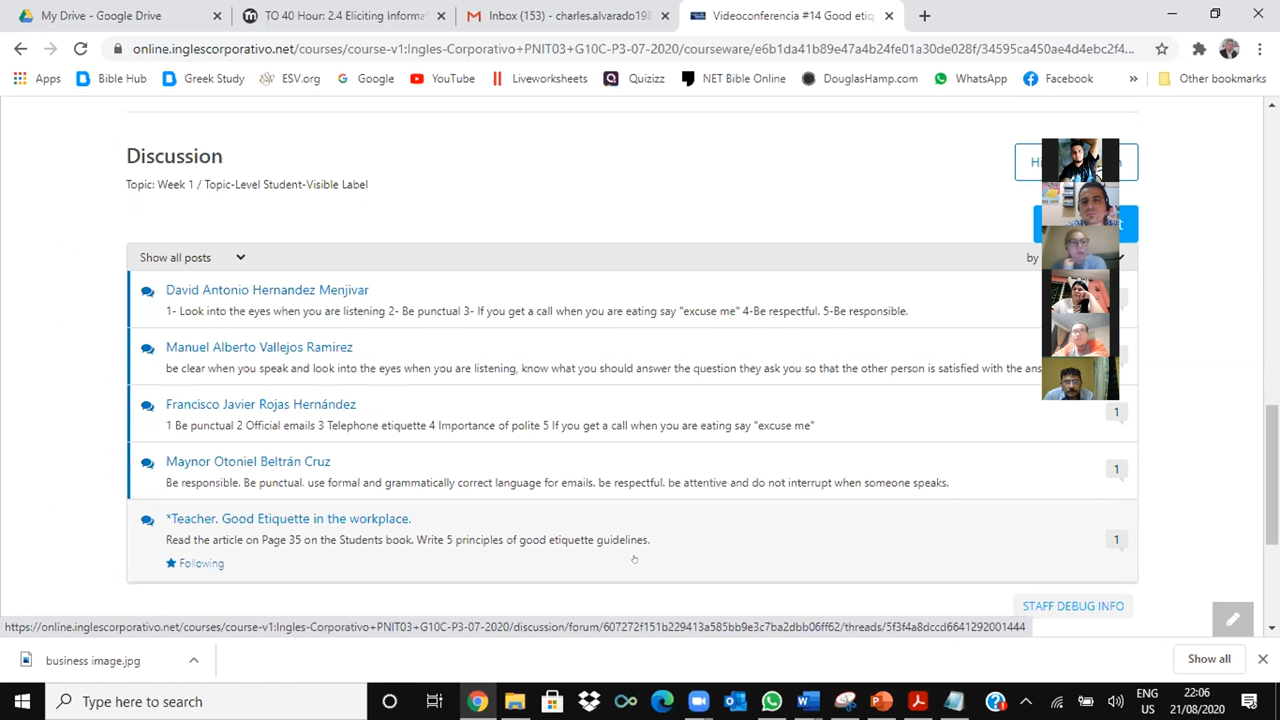 My Drive - Google Drive
TO 40 Hour: 2.4 Eliciting Informa
Inbox (153) - charles.alvarado198
Videoconferencia #14 Good etiq
online.inglescorporativo.net/courses/course-v1:Ingles-Corporativo+PNIT03+G10C-P3-07-2020/courseware/e6b1da41b89e47a4b24fe01a30de028f/34595ca450ae4d4ebc2f4...
Apps
Bible Hub
Greek Study
ESV.org
Google
YouTube
Liveworksheets
Quizizz
NET Bible Online
DouglasHamp.com
WhatsApp
Facebook
»
Other bookmarks
Discussion
Topic: Week 1 / Topic-Level Student-Visible Label
Show all posts
by
David Antonio Hernandez Menjivar
1- Look into the eyes when you are listening 2- Be punctual 3- If you get a call when you are eating say "excuse me" 4-Be respectful. 5-Be responsible.
Manuel Alberto Vallejos Ramirez
be clear when you speak and look into the eyes when you are listening, know what you should answer the question they ask you so that the other person is satisfied with the ans
Francisco Javier Rojas Hernández
1 Be punctual 2 Official emails 3 Telephone etiquette 4 Importance of polite 5 If you get a call when you are eating say "excuse me"
1
Maynor Otoniel Beltrán Cruz
Be responsible. Be punctual. use formal and grammatically correct language for emails. be respectful. be attentive and do not interrupt when someone speaks.
1
*Teacher. Good Etiquette in the workplace.
Read the article on Page 35 on the Students book. Write 5 principles of good etiquette guidelines.
1
Following
STAFF DEBUG INFO
https://online.inglescorporativo.net/courses/course-v1:Ingles-Corporativo+PNIT03+G10C-P3-07-2020/discussion/forum/607272f151b229413a585bb9e3c7ba2dbb06ff62/threads/5f3f4a8dccd6641292001444
business image.jpg
Show all
Type here to search
ENG
US
22:06
21/08/2020